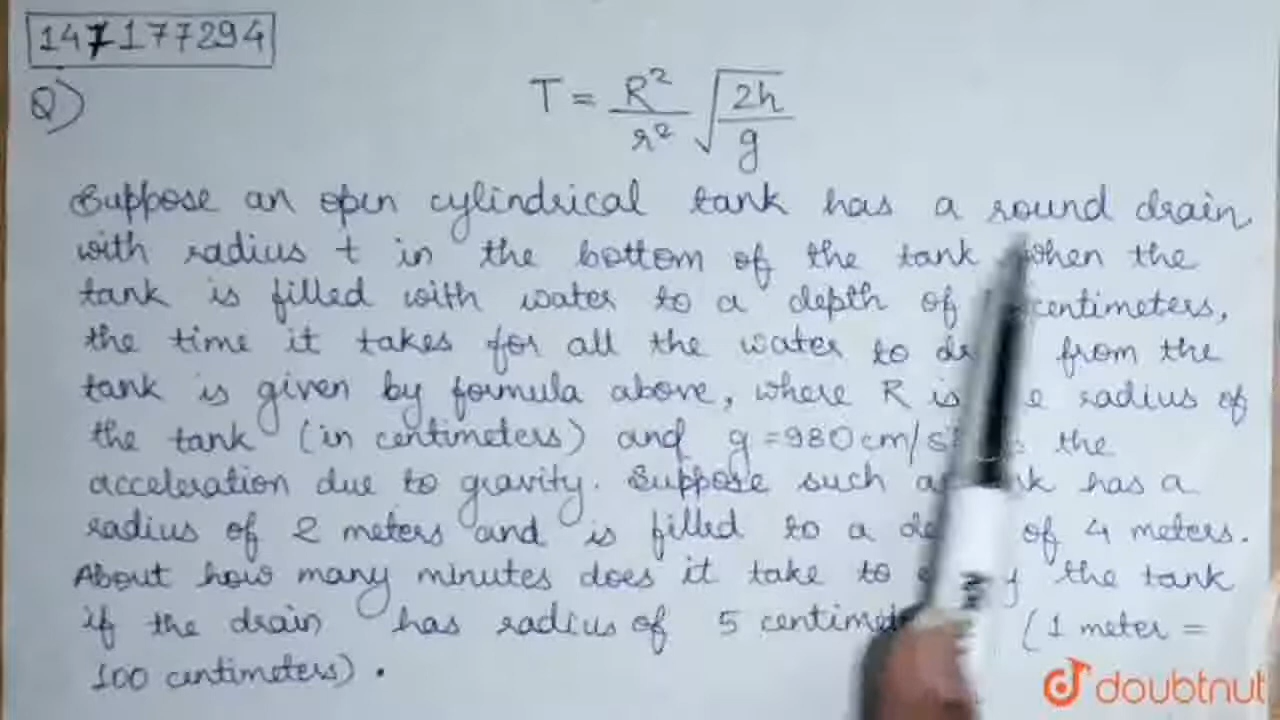 147177294
Q)
T = R²/r² √2h/g
Suppose an open cylindrical tank has a round drain
with radius t in the bottom of the tank when the
tank is filled with water to a depth of centimeters,
the time it takes for all the water to from the
tank is given by formula above, where R is radius of
the tank (in centimeters) and g = 980 cm/s the
acceleration due to gravity. Suppose such a has a
radius of 2 meters and is filled to a of 4 meters.
About how many minutes does it take to the tank
if the drain has radius of 5 (1 meter =
100 centimeters).
doubtnut